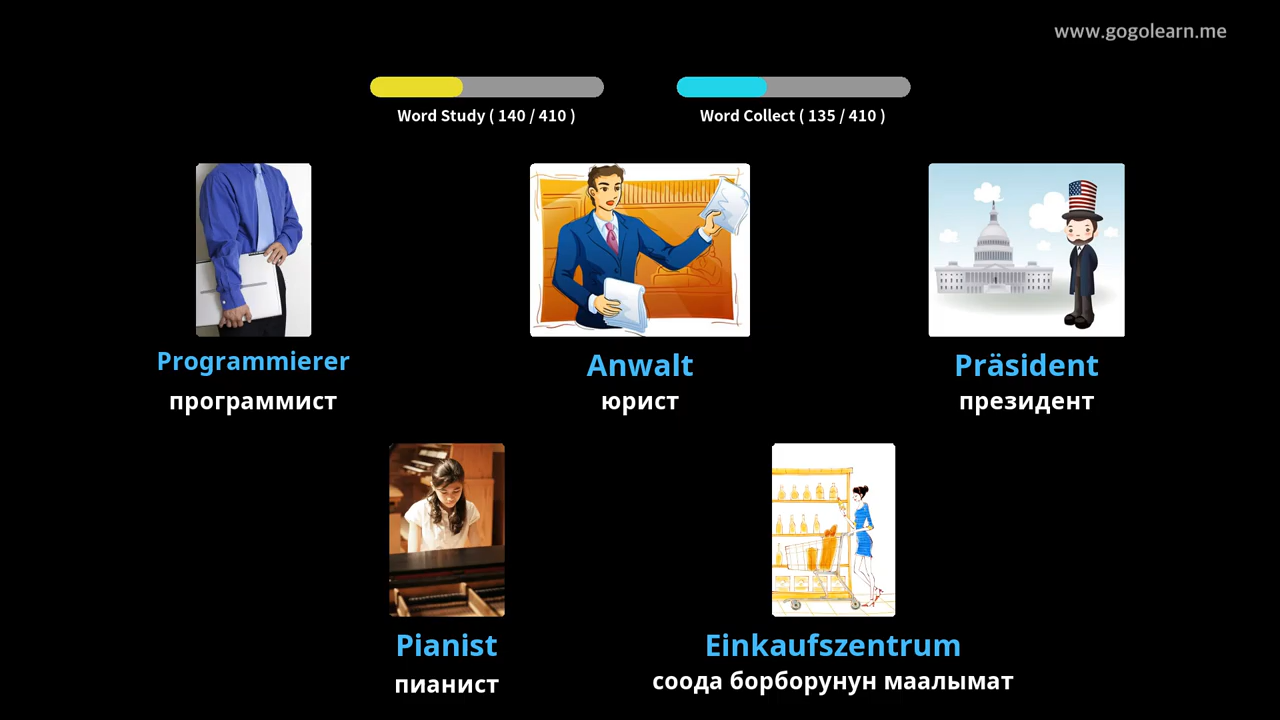 www.gogolearn.me
Word Study ( 140 / 410 )
Word Collect ( 135 / 410 )
Programmierer
программист
Anwalt
юрист
Präsident
президент
Pianist
пианист
Einkaufszentrum
соода борборунун маалымат